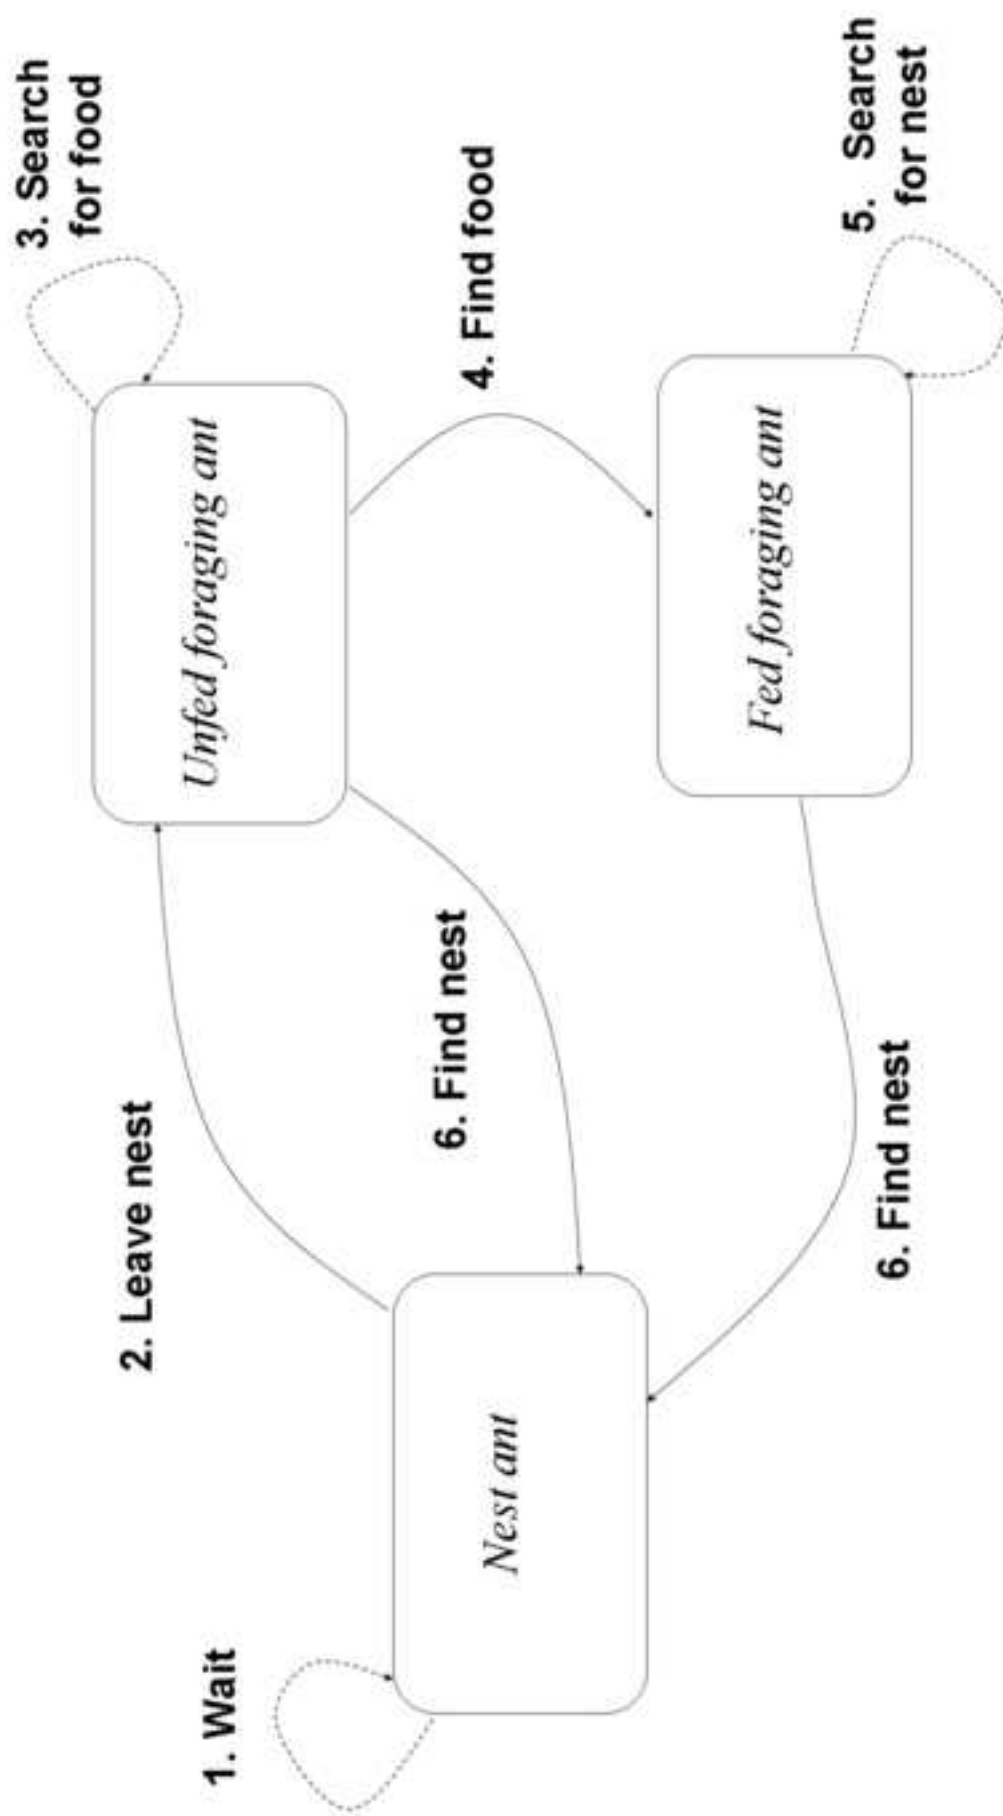 3. Search
for food
2. Leave nest
Unfed foraging ant
1. Wait
6. Find nest
4. Find food
Nest ant
Fed foraging ant
5. Search
for nest
6. Find nest